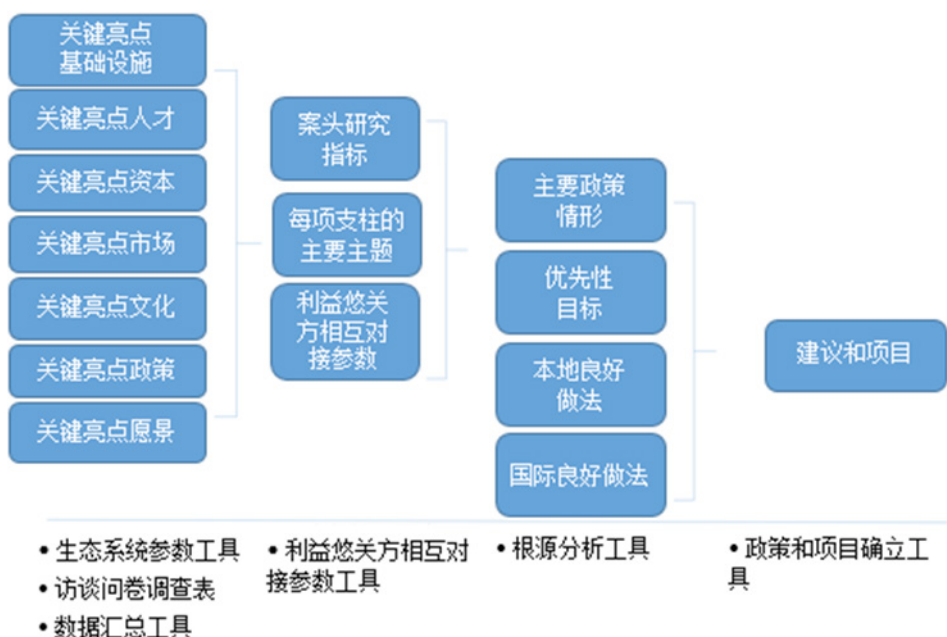 关键亮点
基础设施
关键亮点人才
关键亮点资本
关键亮点市场
关键亮点文化
关键亮点政策
关键亮点愿景
案头研究
指标
每项支柱的
主要主题
利益悠关
方相互对
接参数
主要政策
情形
优先性
目标
本地良好
做法
国际良好做法
建议和项目
• 生态系统参数工具
• 访谈问卷调查表
• 数据汇总工具
• 利益悠关方相互对
接参数工具
• 根源分析工具
• 政策和项目确立工
具